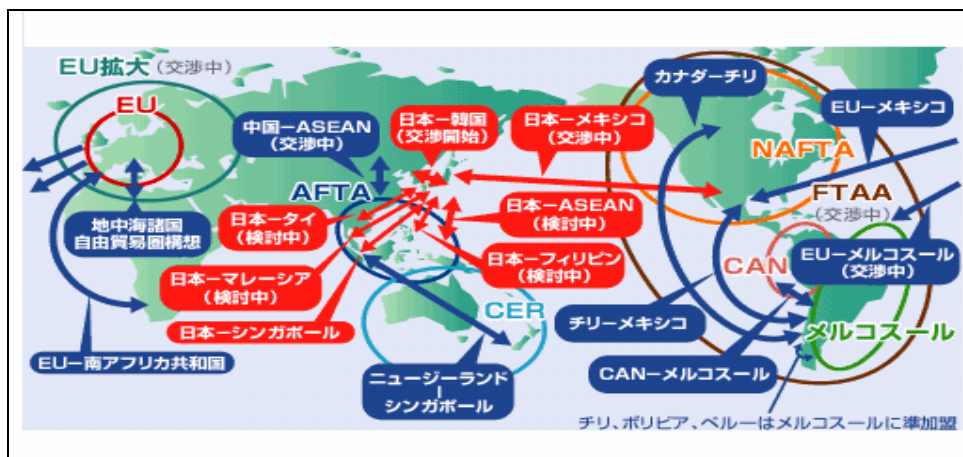 EU拡大(交渉中)
EU
中国－ASEAN
(交渉中)
日本－韓国
(交渉開始)
日本－メキシコ
(交渉中)
カナダーチリ
EU－メキシコ
NAFTA
FTAA
(交渉中)
AFTA
地中海諸国
自由貿易圏構想
日本－タイ
(検討中)
日本－ASEAN
(検討中)
日本－マレーシア
(検討中)
日本－フィリピン
(検討中)
日本－シンガポール
CAN
EU－メルコスール
(交渉中)
CER
チリーメキシコ
メルコスール
EU－南アフリカ共和国
ニュージーランド
－
シンガポール
CAN－メルコスール
チリ、ボリビア、ペルーはメルコスールに準加盟